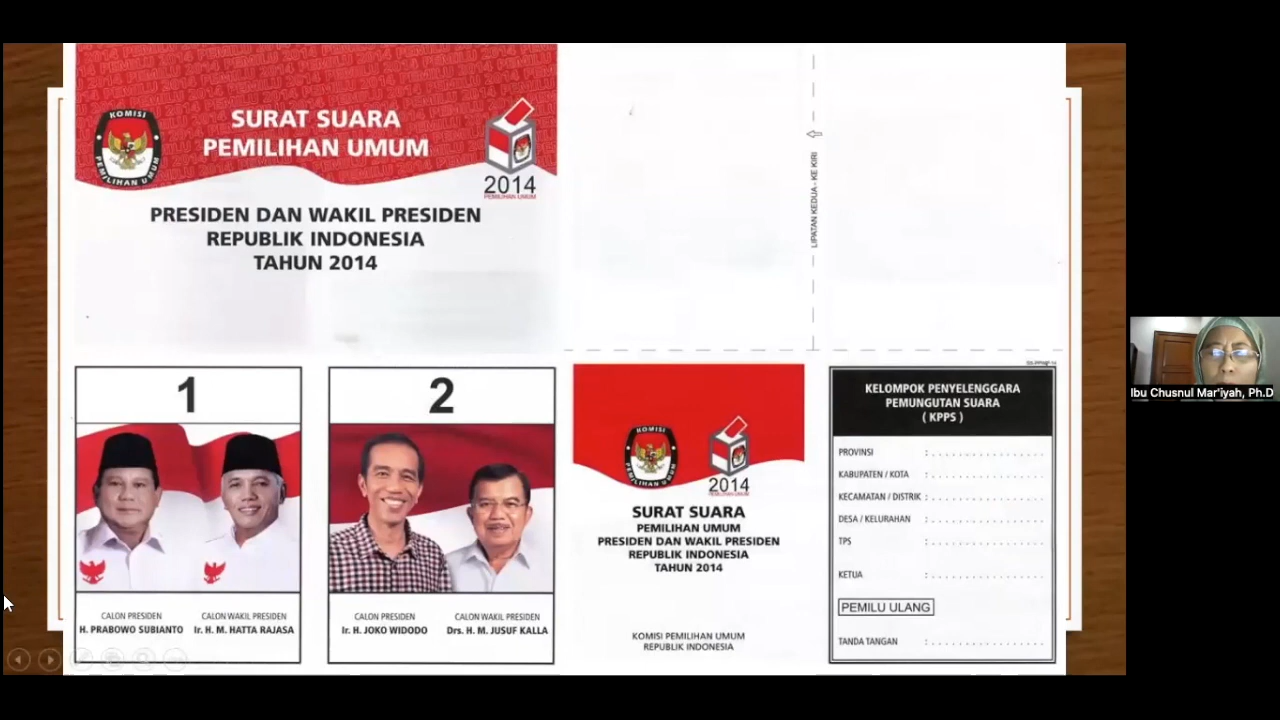 KOMISI
PEMILIHAN UMUM
SURAT SUARA
PEMILIHAN UMUM
2014
PEMILIHAN UMUM
PRESIDEN DAN WAKIL PRESIDEN
REPUBLIK INDONESIA
TAHUN 2014
LIPATAN KEDUA - KE KIRI
1
CALON PRESIDEN
H. PRABOWO SUBIANTO
CALON WAKIL PRESIDEN
Ir. H. M. HATTA RAJASA
2
CALON PRESIDEN
Ir. H. JOKO WIDODO
CALON WAKIL PRESIDEN
Drs. H. M. JUSUF KALLA
KOMISI
PEMILIHAN UMUM
2014
PEMILIHAN UMUM
SURAT SUARA
PEMILIHAN UMUM
PRESIDEN DAN WAKIL PRESIDEN
REPUBLIK INDONESIA
TAHUN 2014
KOMISI PEMILIHAN UMUM
REPUBLIK INDONESIA
KELOMPOK PENYELENGGARA
PEMUNGUTAN SUARA
( KPPS )
PROVINSI :
KABUPATEN / KOTA :
KECAMATAN / DISTRIK :
DESA / KELURAHAN :
TPS :
KETUA :
PEMILU ULANG
TANDA TANGAN :
Ibu Chusnul Mar'iyah, Ph.D